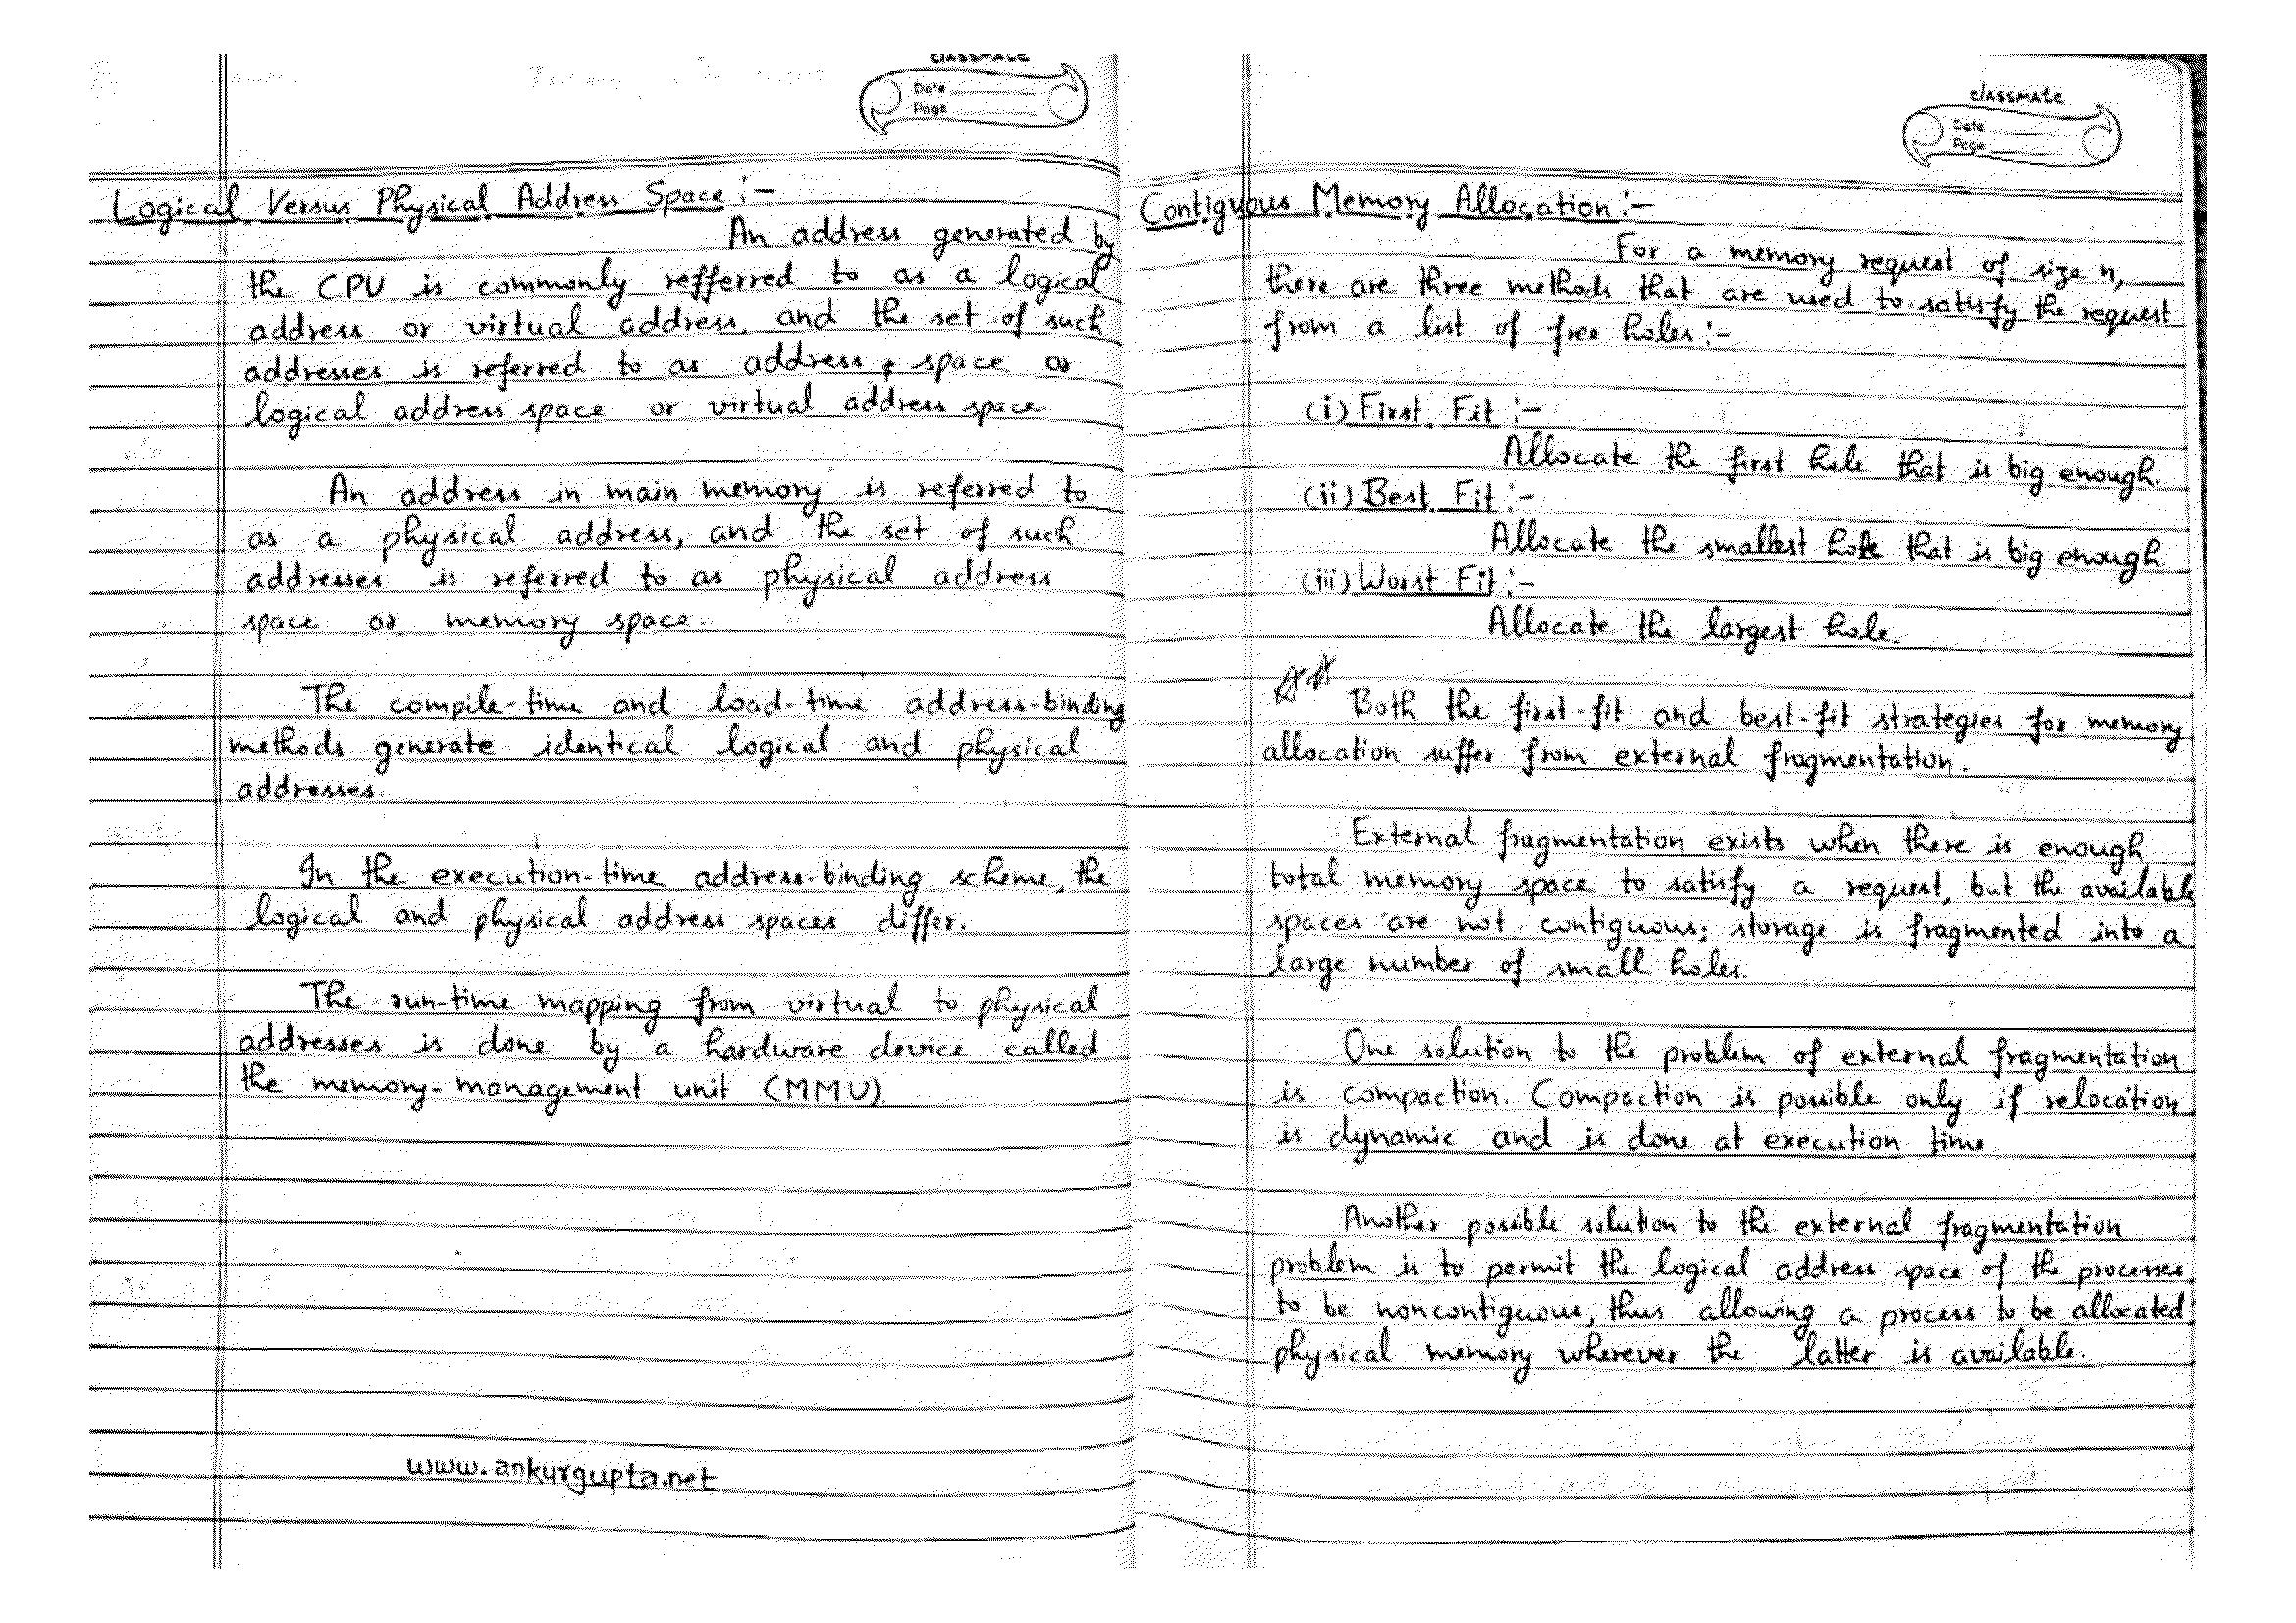 classmate
Date
Page
Logical Versus Physical Address Space :-
An address generated by
the CPU is commonly refferred to as a logical
address or virtual address, and the set of such
addresses is referred to as address space or
logical address space or virtual address space.
An address in main memory is referred to
as a physical address, and the set of such
addresses is referred to as physical address
space or memory space.
The compile-time and load-time address-binding
methods generate identical logical and physical
addresses.
In the execution-time address-binding scheme, the
logical and physical address spaces differ.
The run-time mapping from virtual to physical
addresses is done by a hardware device called
the memory-management unit (MMU).
www.ankurgupta.net
classmate
Date
Page
Contiguous Memory Allocation :-
For a memory request of size n,
there are three methods that are used to satisfy the request
from a list of free holes :-
(i) First Fit :-
Allocate the first hole that is big enough.
(ii) Best Fit :-
Allocate the smallest hole that is big enough.
(iii) Worst Fit :-
Allocate the largest hole.
Both the first-fit and best-fit strategies for memory
allocation suffer from external fragmentation.
External fragmentation exists when there is enough
total memory space to satisfy a request, but the available
spaces are not contiguous; storage is fragmented into a
large number of small holes.
One solution to the problem of external fragmentation
is compaction. Compaction is possible only if relocation
is dynamic and is done at execution time.
Another possible solution to the external fragmentation
problem is to permit the logical address space of the processes
to be noncontiguous, thus allowing a process to be allocated
physical memory wherever the latter is available.